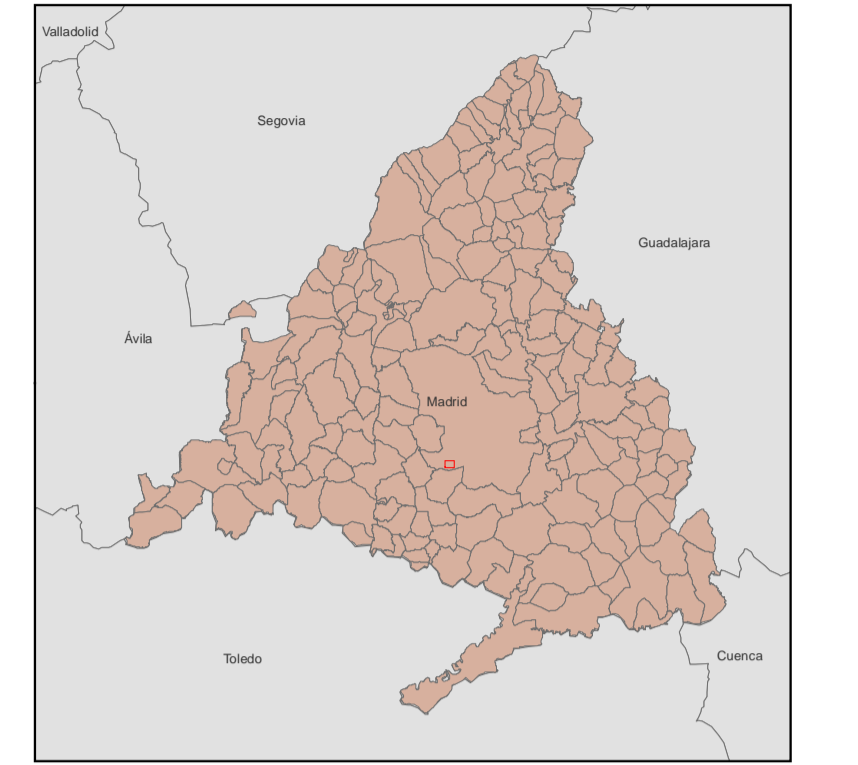 Valladolid
Segovia
Guadalajara
Ávila
Madrid
Toledo
Cuenca